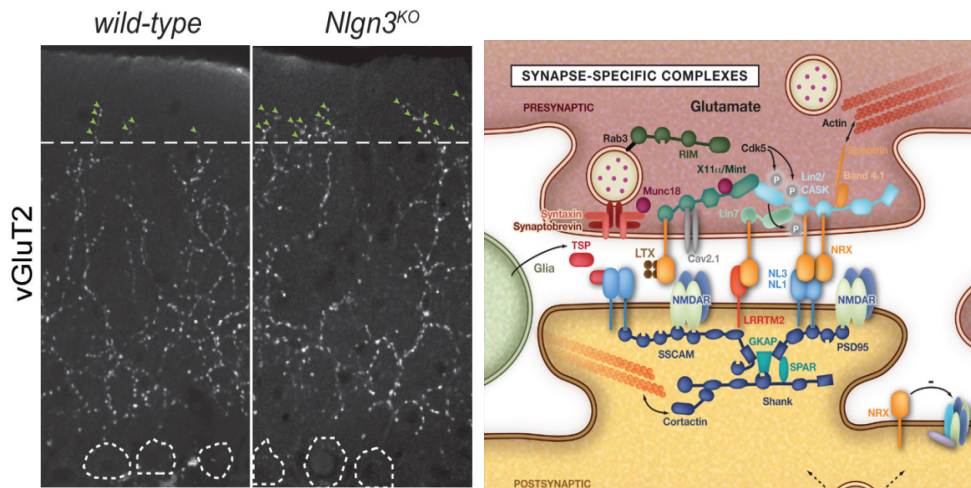 wild-type
Nlgn3KO
vGluT2
SYNAPSE-SPECIFIC COMPLEXES
PRESYNAPTIC
Glutamate
Actin
Rab3
RIM
Cdk5
Spectrin
X11α/Mint
P
P
Lin2/
CASK
Band 4.1
Munc18
Lin7
P
Syntaxin
Synaptobrevin
TSP
LTX
Cav2.1
NRX
Glia
NL3
NL1
NMDAR
NMDAR
LRRTM2
SSCAM
GKAP
PSD95
SPAR
Shank
Cortactin
NRX
-
POSTSYNAPTIC